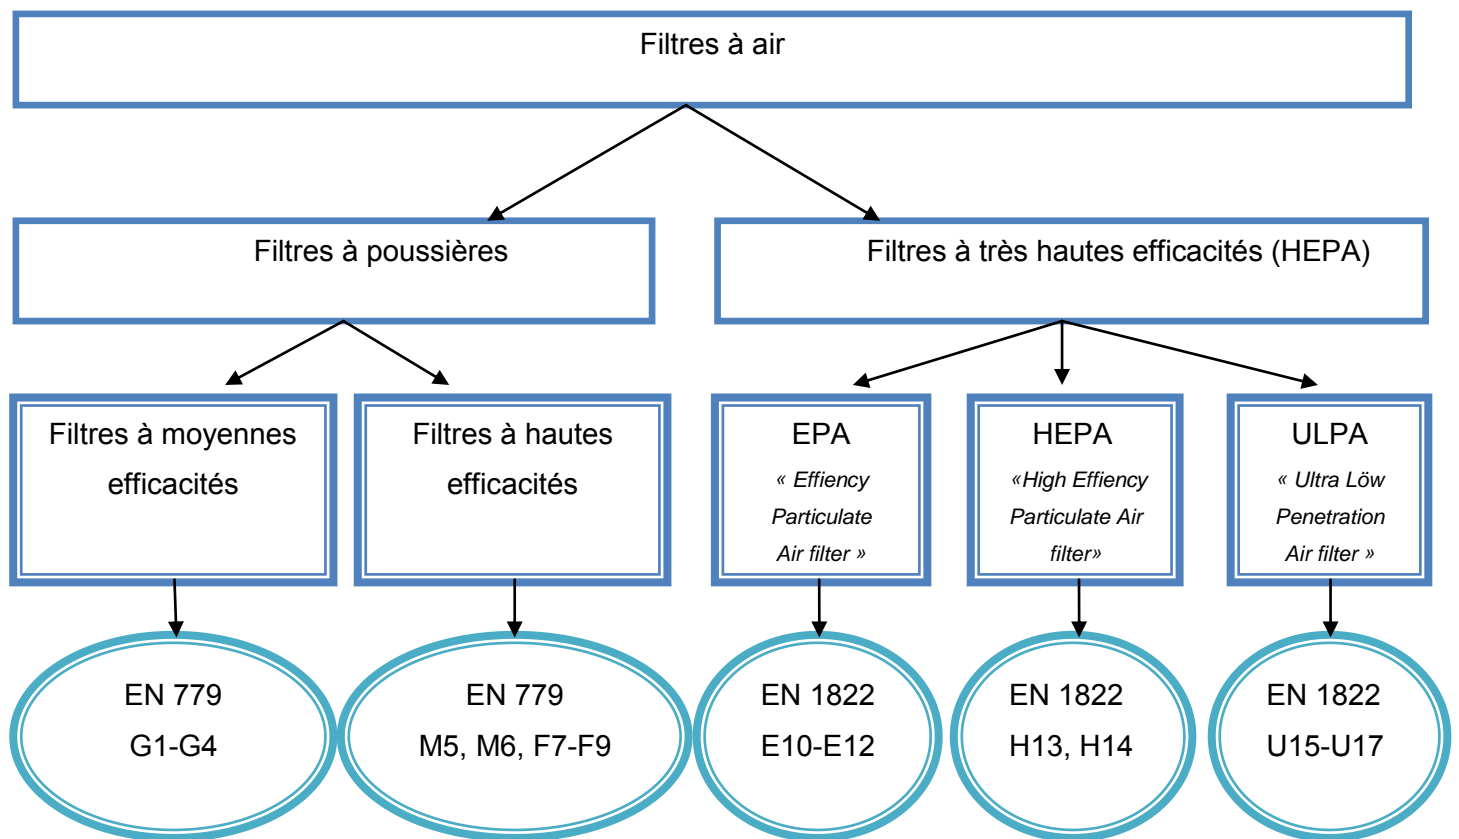 Filtres à air
Filtres à poussières
Filtres à très hautes efficacités (HEPA)
Filtres à moyennes
efficacités
Filtres à hautes
efficacités
EPA
« Effiency
Particulate
Air filter »
HEPA
«High Effiency
Particulate Air
filter»
ULPA
« Ultra Löw
Penetration
Air filter »
EN 779
G1-G4
EN 779
M5, M6, F7-F9
EN 1822
E10-E12
EN 1822
H13, H14
EN 1822
U15-U17